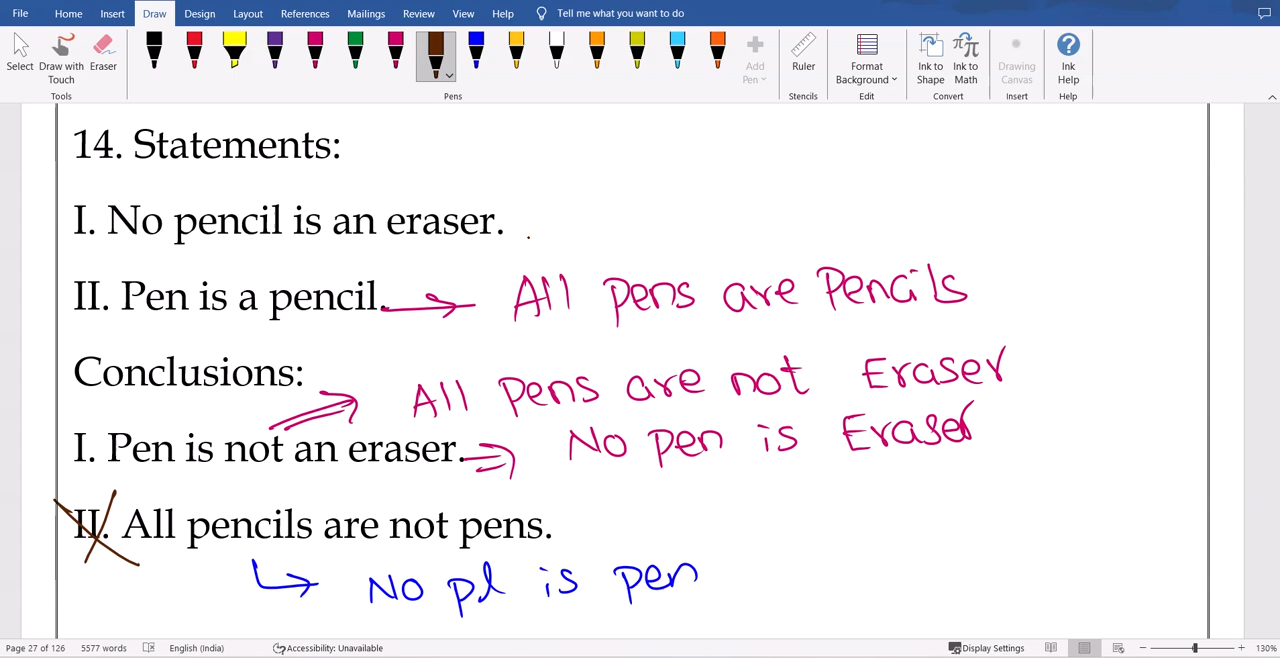 File Home Insert Draw Design Layout References Mailings Review View Help Tell me what you want to do
Select Draw with Touch Eraser Add Pen Ruler Format Background Ink to Shape Ink to Math Drawing Canvas Ink Help
Tools Pens Stencils Edit Convert Insert Help
14. Statements:
I. No pencil is an eraser.
II. Pen is a pencil. All pens are Pencils
Conclusions:
All pens are not Eraser
I. Pen is not an eraser. No pen is Eraser
II. All pencils are not pens.
No pl is pen
Page 27 of 126 5577 words English (India) Accessibility: Unavailable Display Settings 130%